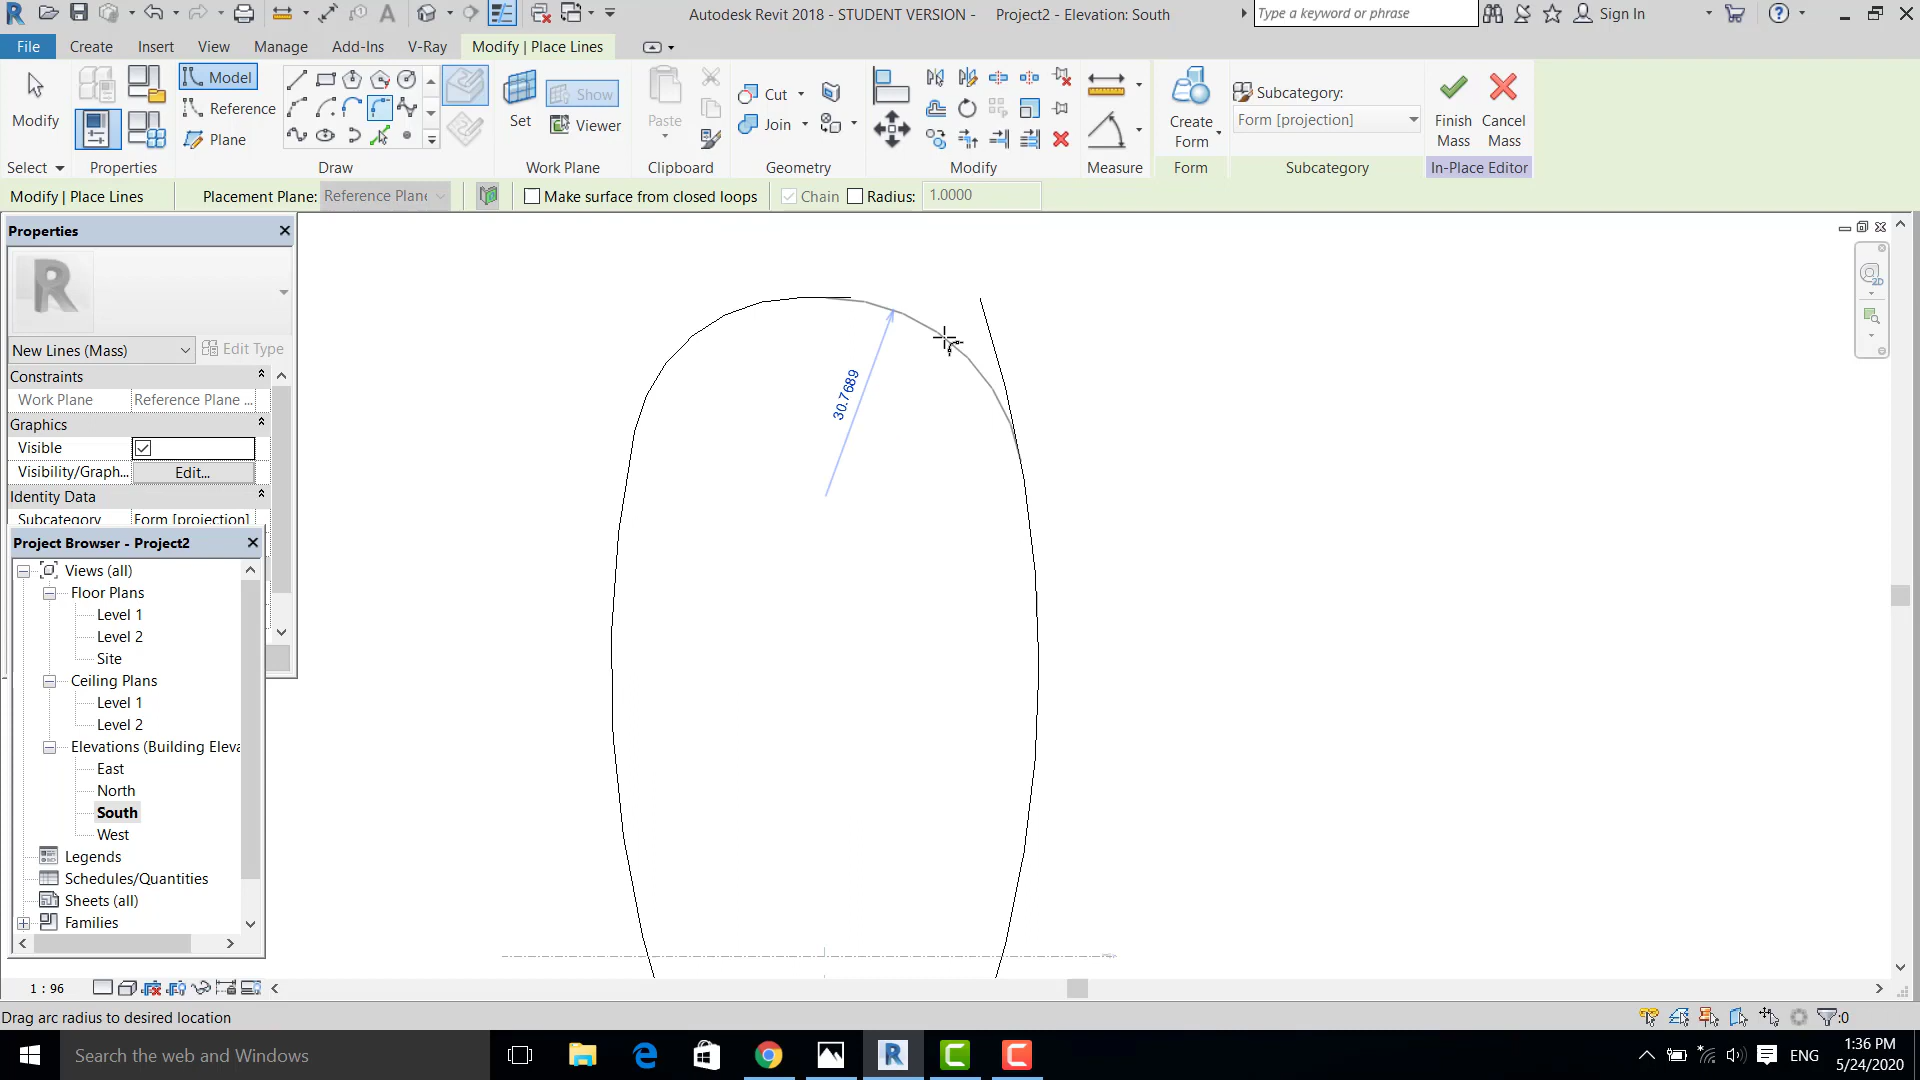 Autodesk Revit 2018 - STUDENT VERSION - Project2 - Elevation: South
Type a keyword or phrase
Sign In
File Create Insert View Manage Add-Ins V-Ray Modify | Place Lines
Modify
Model
Reference
Plane
Set
Show
Viewer
Paste
Cut
Join
Create
Form
Subcategory:
Form [projection]
Finish
Mass
Cancel
Mass
Select Properties Draw Work Plane Clipboard Geometry Modify Measure Form Subcategory In-Place Editor
Modify | Place Lines Placement Plane: Reference Plan Make surface from closed loops Chain Radius: 1.0000
Properties
New Lines (Mass) Edit Type
Constraints
Work Plane Reference Plane ...
Graphics
Visible
Visibility/Graph... Edit...
Identity Data
Subcategory Form [projection]
Project Browser - Project2
Views (all)
Floor Plans
Level 1
Level 2
Site
Ceiling Plans
Level 1
Level 2
Elevations (Building Eleva
East
North
South
West
Legends
Schedules/Quantities
Sheets (all)
Families
30.7689
2D
1 : 96
Drag arc radius to desired location
:0
Search the web and Windows
ENG
1:36 PM
5/24/2020